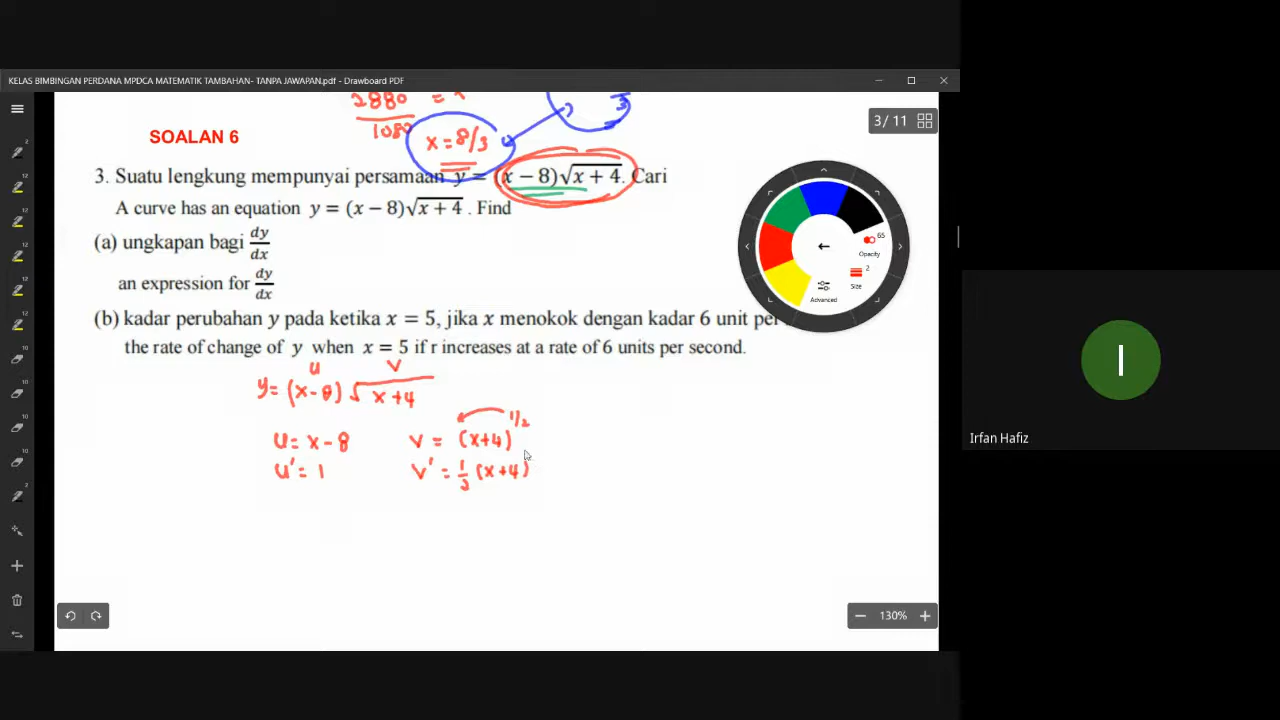 KELAS BIMBINGAN PERDANA MPDCA MATEMATIK TAMBAHAN- TANPA JAWAPAN.pdf - Drawboard PDF
3 / 11
2880 =
1080
x = 8/3
SOALAN 6
3. Suatu lengkung mempunyai persamaan y = (x − 8)√x + 4. Cari
A curve has an equation y = (x − 8)√x + 4 . Find
(a) ungkapan bagi dy/dx
an expression for dy/dx
(b) kadar perubahan y pada ketika x = 5, jika x menokok dengan kadar 6 unit per
the rate of change of y when x = 5 if r increases at a rate of 6 units per second.
u v
y = (x - 8) √x + 4
u = x - 8 v = (x+4) 1/2
u' = 1 v' = 1/2 (x+4)
65
Opacity
2
Size
Advanced
130%
Irfan Hafiz
I